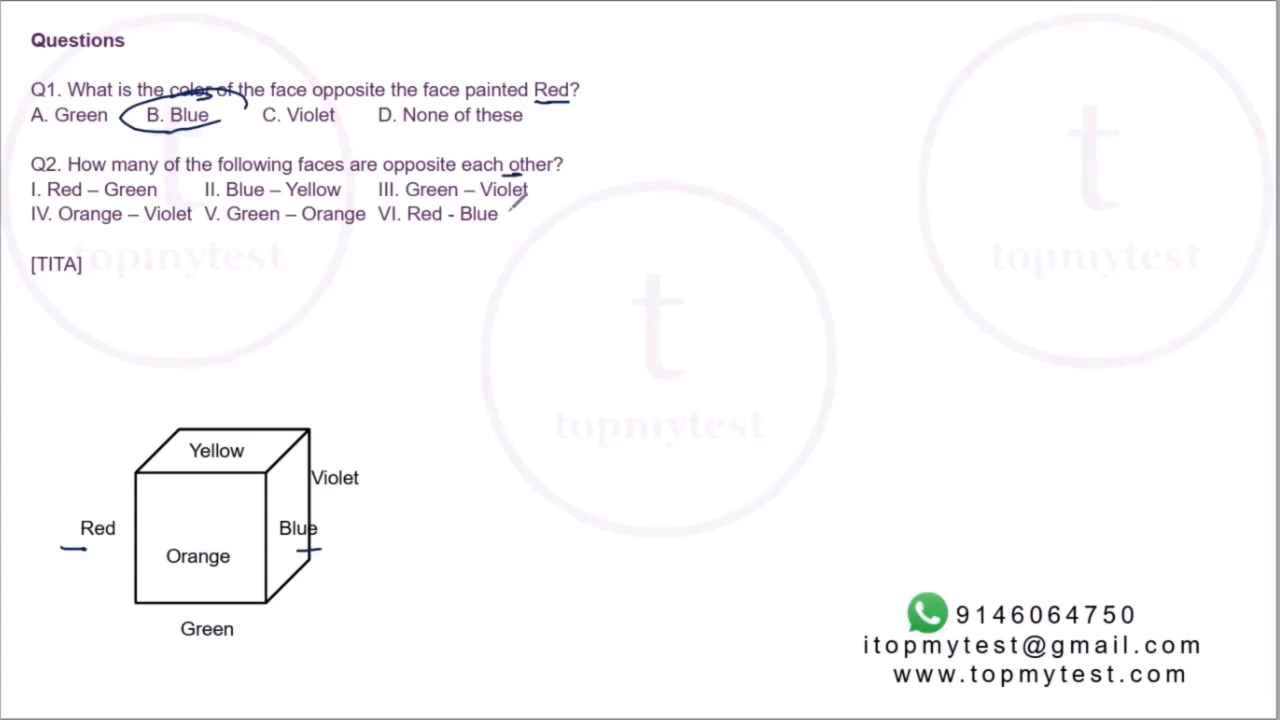 Questions
Q1. What is the color of the face opposite the face painted Red?
A. Green B. Blue C. Violet D. None of these
Q2. How many of the following faces are opposite each other?
I. Red – Green II. Blue – Yellow III. Green – Violet
IV. Orange – Violet V. Green – Orange VI. Red - Blue
[TITA]
t
topmytest
t
topmytest
t
topmytest
Yellow
Violet
Red
Blue
Orange
Green
9146064750
itopmytest@gmail.com
www.topmytest.com